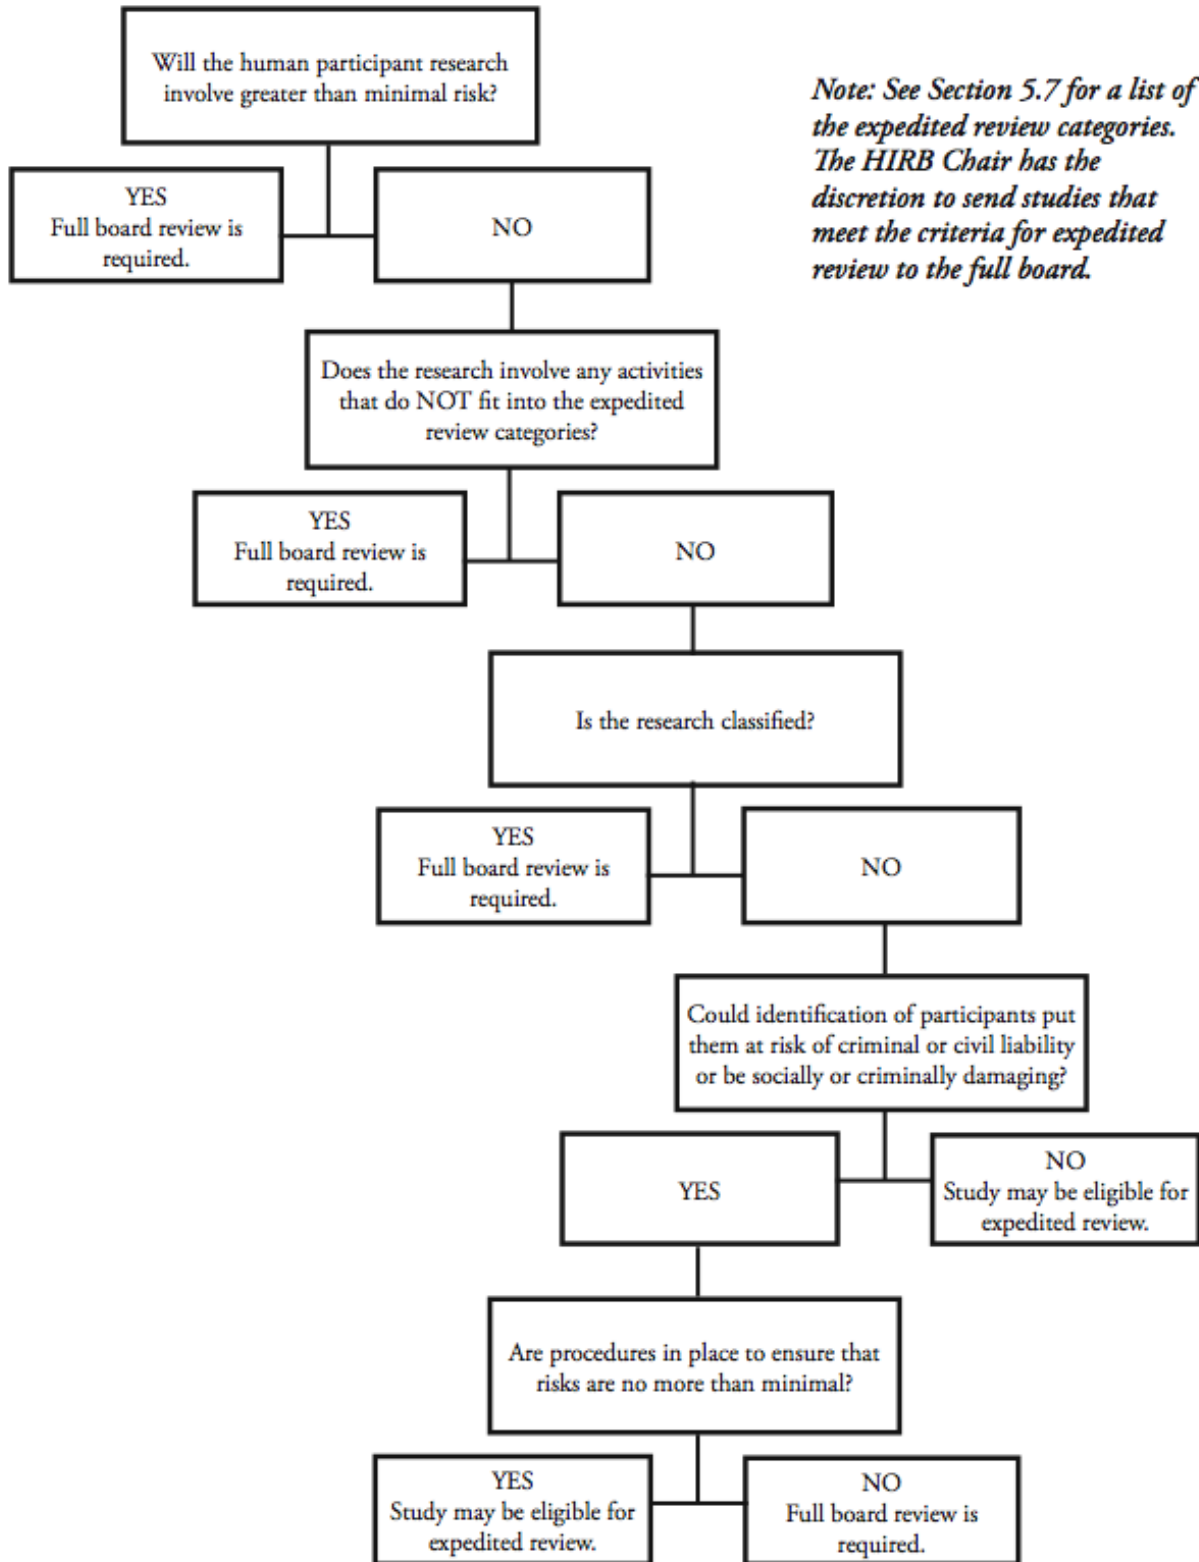 Will the human participant research
involve greater than minimal risk?
Note: See Section 5.7 for a list of
the expedited review categories.
The HIRB Chair has the
discretion to send studies that
meet the criteria for expedited
review to the full board.
YES
Full board review is
required.
NO
Does the research involve any activities
that do NOT fit into the expedited
review categories?
YES
Full board review is
required.
NO
Is the research classified?
YES
Full board review is
required.
NO
Could identification of participants put
them at risk of criminal or civil liability
or be socially or criminally damaging?
YES
NO
Study may be eligible for
expedited review.
Are procedures in place to ensure that
risks are no more than minimal?
YES
Study may be eligible for
expedited review.
NO
Full board review is
required.